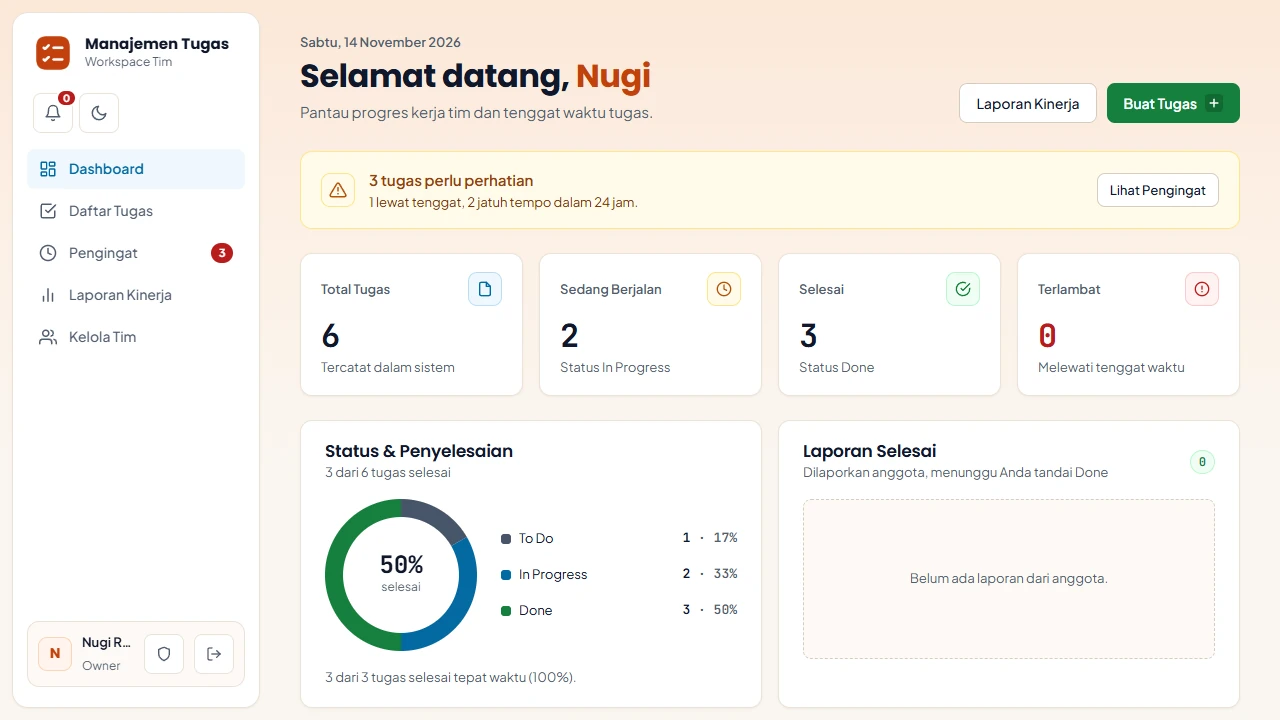 Manajemen Tugas
Workspace Tim
0
Dashboard
Daftar Tugas
Pengingat
3
Laporan Kinerja
Kelola Tim
N
Nugi R...
Owner
Sabtu, 14 November 2026
Selamat datang, Nugi
Pantau progres kerja tim dan tenggat waktu tugas.
Laporan Kinerja
Buat Tugas +
3 tugas perlu perhatian
1 lewat tenggat, 2 jatuh tempo dalam 24 jam.
Lihat Pengingat
Total Tugas
6
Tercatat dalam sistem
Sedang Berjalan
2
Status In Progress
Selesai
3
Status Done
Terlambat
0
Melewati tenggat waktu
Status & Penyelesaian
3 dari 6 tugas selesai
50%
selesai
To Do 1 · 17%
In Progress 2 · 33%
Done 3 · 50%
3 dari 3 tugas selesai tepat waktu (100%).
Laporan Selesai
Dilaporkan anggota, menunggu Anda tandai Done
0
Belum ada laporan dari anggota.